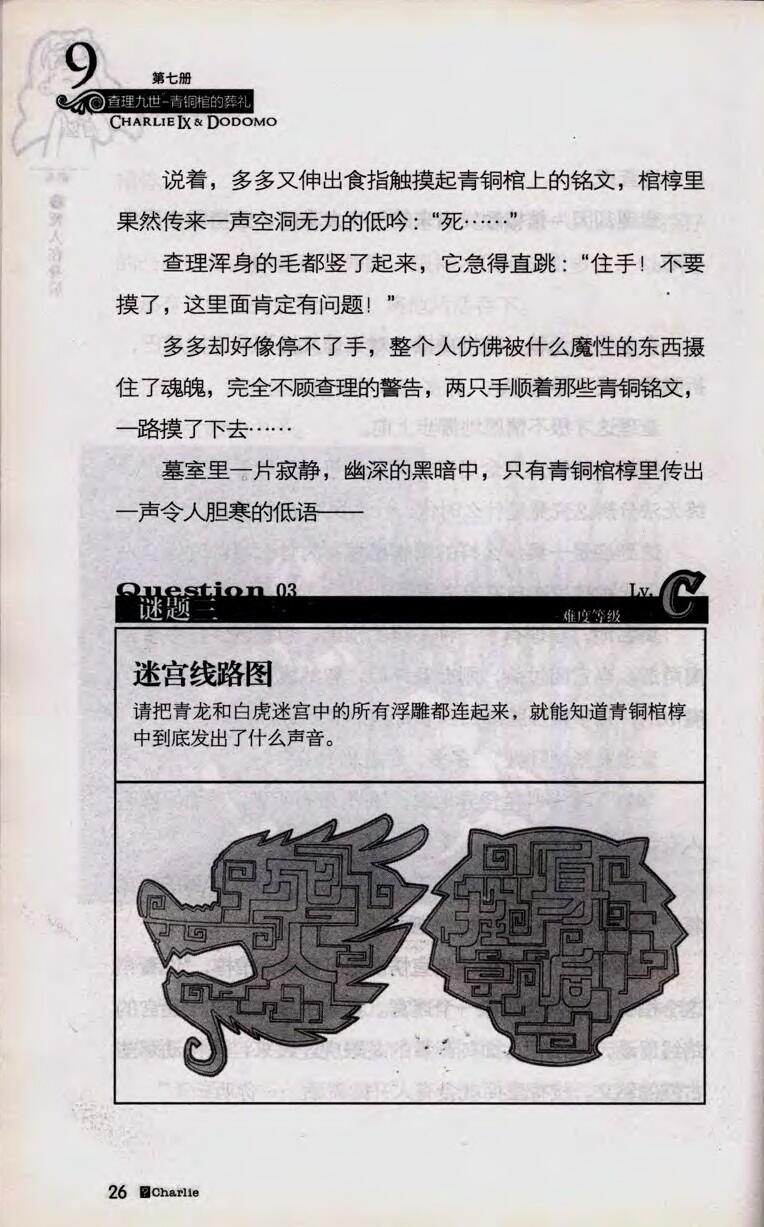 9
第七册
查理九世-青铜棺的葬礼
CHARLIE IX & DODOMO
说着，多多又伸出食指触摸起青铜棺上的铭文，棺椁里
果然传来一声空洞无力的低吟：“死……”
查理浑身的毛都竖了起来，它急得直跳：“住手！不要
摸了，这里面肯定有问题！”
多多却好像停不了手，整个人仿佛被什么魔性的东西摄
住了魂魄，完全不顾查理的警告，两只手顺着那些青铜铭文，
一路摸了下去……
墓室里一片寂静，幽深的黑暗中，只有青铜棺椁里传出
一声令人胆寒的低语——
Question 03
Lv. C
谜题三
难度等级
迷宫线路图
请把青龙和白虎迷宫中的所有浮雕都连起来，就能知道青铜棺椁
中到底发出了什么声音。
死人
在身后
26 Charlie